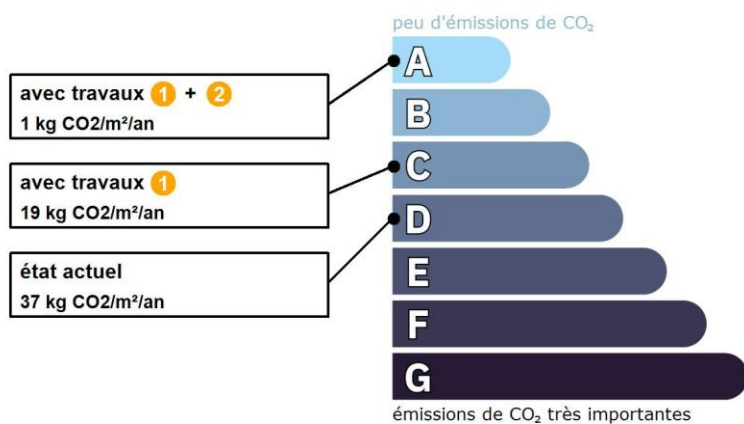 peu d'émissions de CO₂
A
avec travaux 1 + 2
1 kg CO2/m²/an
B
C
avec travaux 1
19 kg CO2/m²/an
D
état actuel
37 kg CO2/m²/an
E
F
G
émissions de CO₂ très importantes